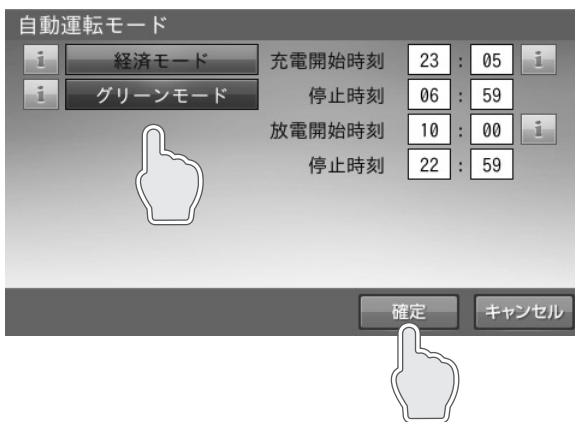 自動運転モード
i 経済モード 充電開始時刻 23 : 05 i
i グリーンモード 停止時刻 06 : 59
放電開始時刻 10 : 00 i
停止時刻 22 : 59
確定 キャンセル